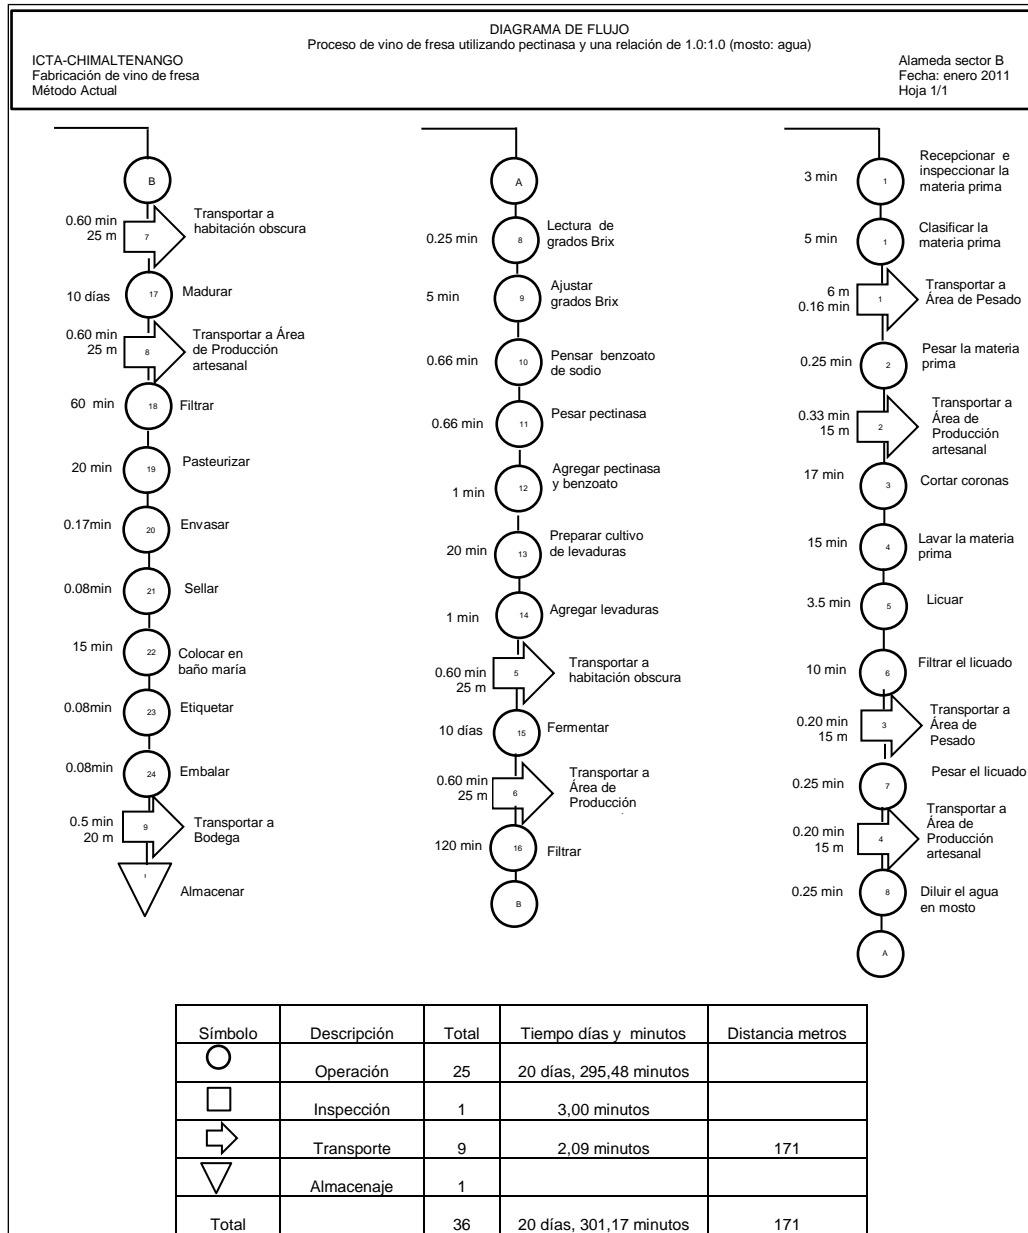 DIAGRAMA DE FLUJO
Proceso de vino de fresa utilizando pectinasa y una relación de 1.0:1.0 (mosto: agua)
ICTA-CHIMALTENANGO
Fabricación de vino de fresa
Método Actual
Alameda sector B
Fecha: enero 2011
Hoja 1/1
B
0.60 min
25 m
7
Transportar a
habitación obscura
10 días
17
Madurar
0.60 min
25 m
8
Transportar a Área
de Producción
artesanal
60 min
18
Filtrar
20 min
19
Pasteurizar
0.17min
20
Envasar
0.08min
21
Sellar
15 min
22
Colocar en
baño maría
0.08min
23
Etiquetar
0.08min
24
Embalar
0.5 min
20 m
9
Transportar a
Bodega
Almacenar
A
0.25 min
8
Lectura de
grados Brix
5 min
9
Ajustar
grados Brix
0.66 min
10
Pensar benzoato
de sodio
0.66 min
11
Pesar pectinasa
1 min
12
Agregar pectinasa
y benzoato
20 min
13
Preparar cultivo
de levaduras
1 min
14
Agregar levaduras
0.60 min
25 m
5
Transportar a
habitación obscura
10 días
15
Fermentar
0.60 min
25 m
6
Transportar a
Área de
Producción
120 min
16
Filtrar
B
3 min
1
Recepcionar e
inspeccionar la
materia prima
5 min
1
Clasificar la
materia prima
6 m
0.16 min
1
Transportar a
Área de Pesado
0.25 min
2
Pesar la materia
prima
0.33 min
15 m
2
Transportar a
Área de
Producción
artesanal
17 min
3
Cortar coronas
15 min
4
Lavar la materia
prima
3.5 min
5
Licuar
10 min
6
Filtrar el licuado
0.20 min
15 m
3
Transportar a
Área de
Pesado
0.25 min
7
Pesar el licuado
0.20 min
15 m
4
Transportar a
Área de
Producción
artesanal
0.25 min
8
Diluir el agua
en mosto
A
Símbolo Descripción Total Tiempo días y minutos Distancia metros
Operación 25 20 días, 295,48 minutos
Inspección 1 3,00 minutos
Transporte 9 2,09 minutos 171
Almacenaje 1
Total 36 20 días, 301,17 minutos 171